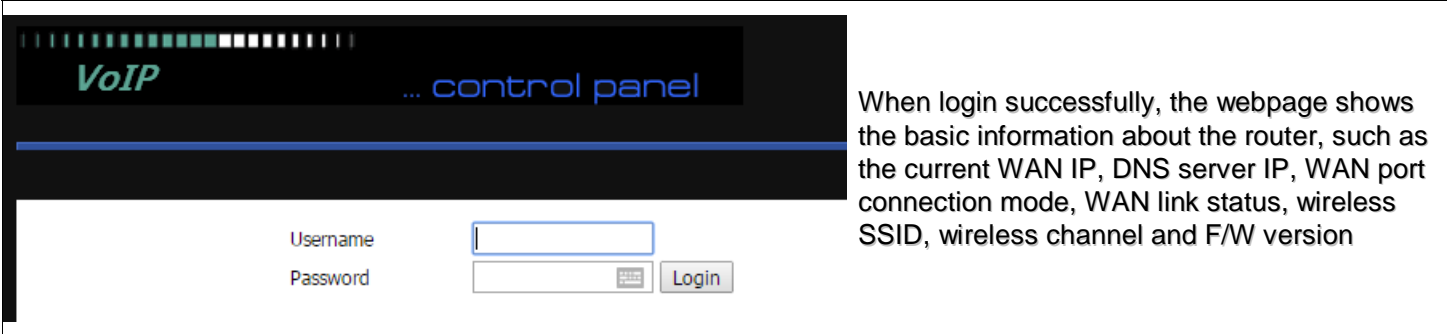 VoIP
... control panel
Username
Password
Login
When login successfully, the webpage shows
the basic information about the router, such as
the current WAN IP, DNS server IP, WAN port
connection mode, WAN link status, wireless
SSID, wireless channel and F/W version